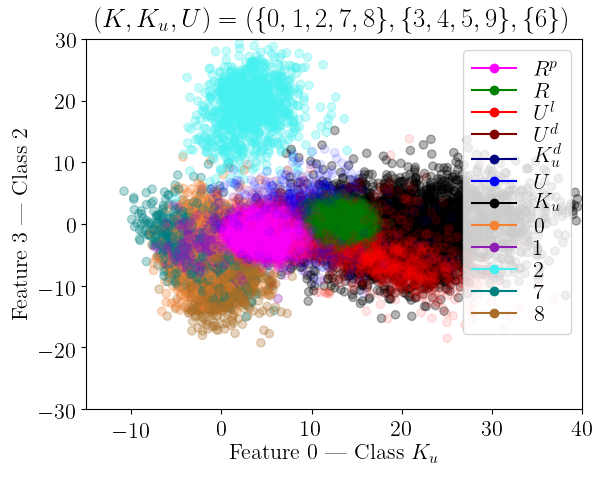 (K, K_u, U) = ({0, 1, 2, 7, 8}, {3, 4, 5, 9}, {6})
30
20
10
0
−10
−20
−30
Feature 3 — Class 2
R^p
R
U^l
U^d
K_u^d
U
K_u
0
1
2
7
8
−10
0
10
20
30
40
Feature 0 — Class K_u